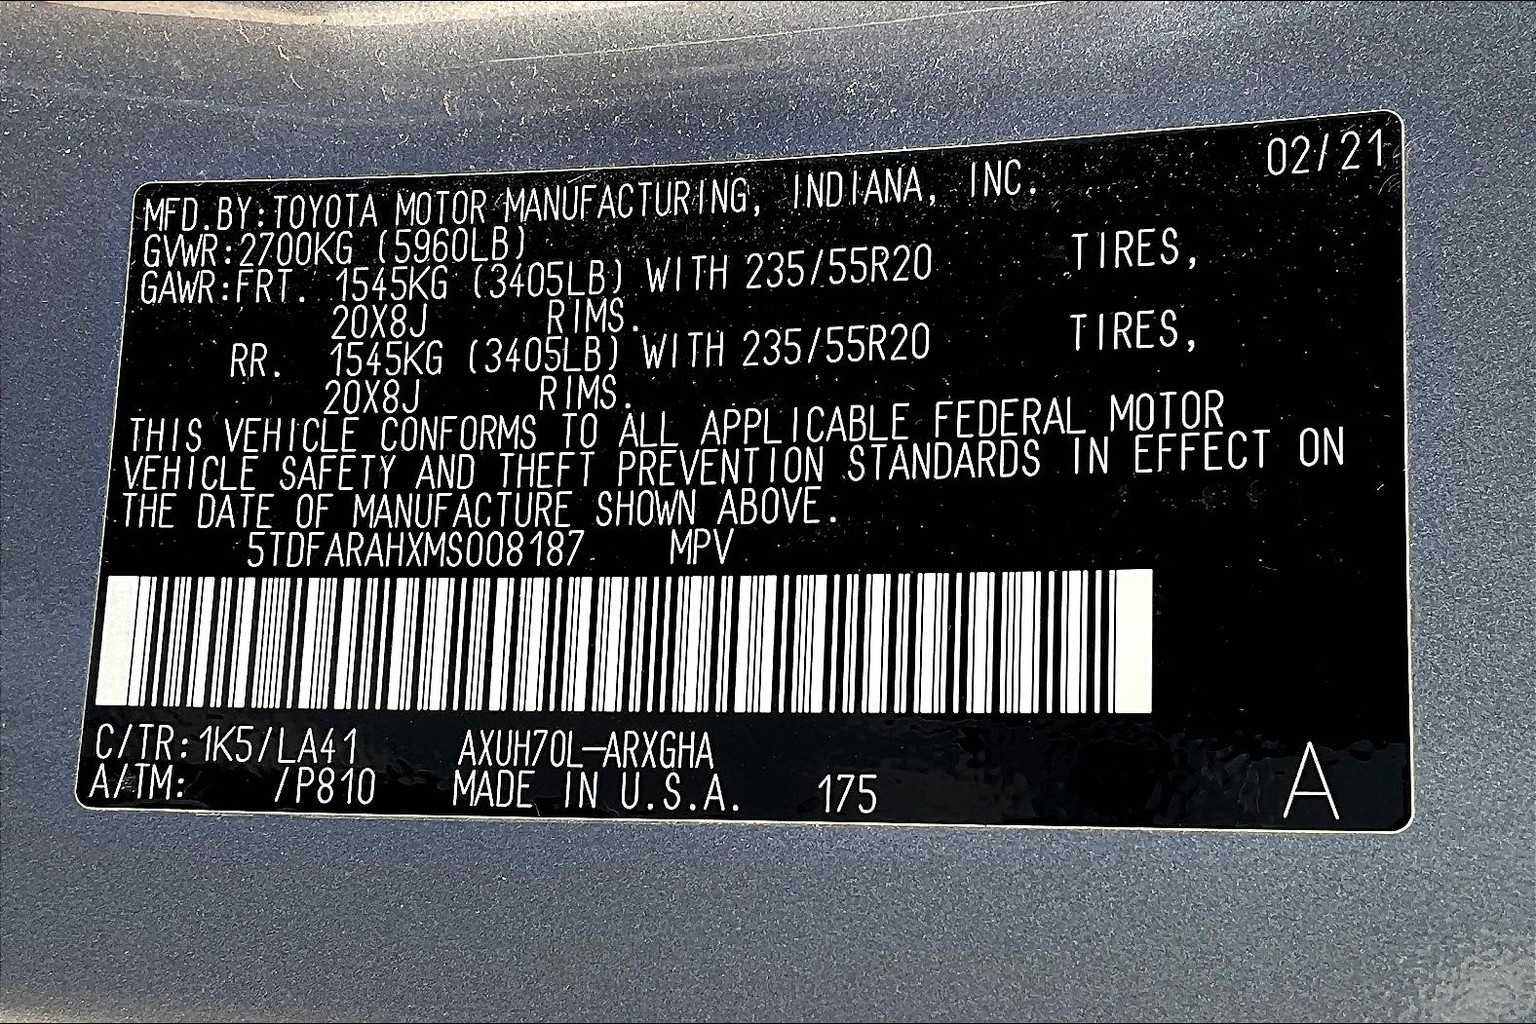 02/21
MFD.BY:TOYOTA MOTOR MANUFACTURING, INDIANA, INC.
GVWR:2700KG (5960LB)
GAWR:FRT. 1545KG (3405LB) WITH 235/55R20 TIRES,
20X8J RIMS.
RR. 1545KG (3405LB) WITH 235/55R20 TIRES,
20X8J RIMS.
THIS VEHICLE CONFORMS TO ALL APPLICABLE FEDERAL MOTOR
VEHICLE SAFETY AND THEFT PREVENTION STANDARDS IN EFFECT ON
THE DATE OF MANUFACTURE SHOWN ABOVE.
5TDFARAHXMS008187 MPV
C/TR:1K5/LA41 AXUH70L-ARXGHA
A/TM: /P810 MADE IN U.S.A. 175 A